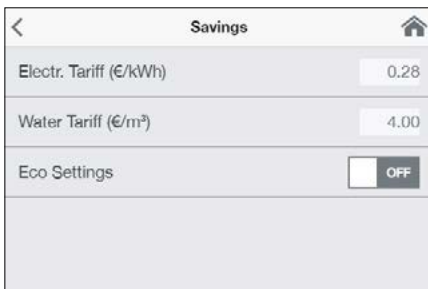 Savings
Electr. Tariff (€/kWh) 0.28
Water Tariff (€/m³) 4.00
Eco Settings OFF